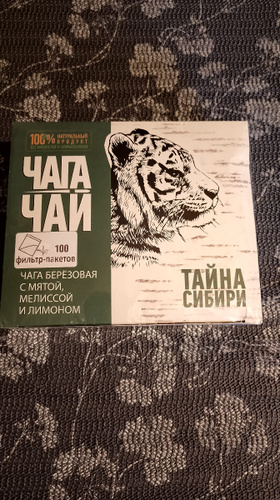 100% НАТУРАЛЬНЫЙ
ПРОДУКТ
ЧАГА
ЧАЙ
100
фильтр-пакетов
ЧАГА БЕРЕЗОВАЯ
С МЯТОЙ,
МЕЛИССОЙ
И ЛИМОНОМ
ТАЙНА
СИБИРИ